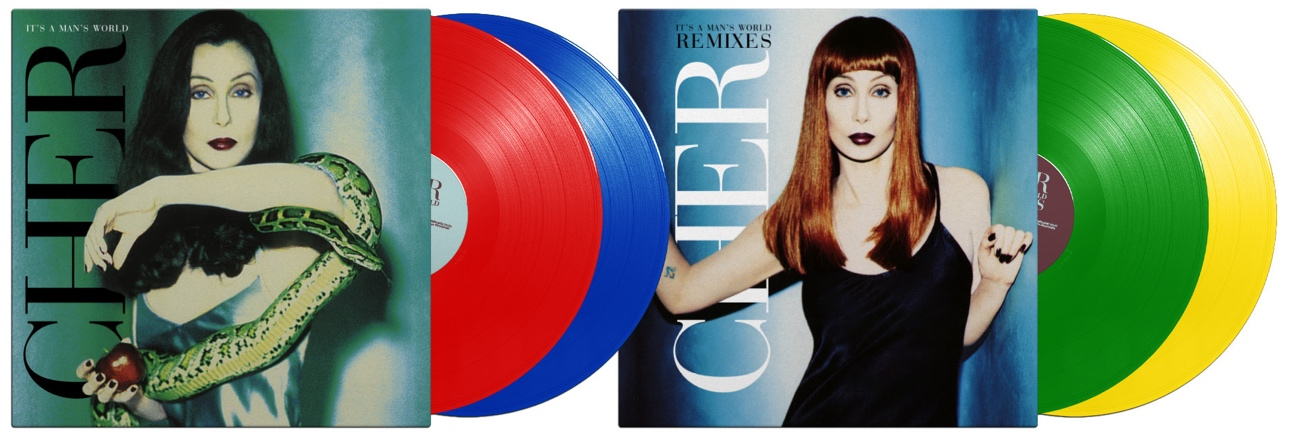 IT'S A MAN'S WORLD
CHER
IT'S A MAN'S WORLD
REMIXES
CHER